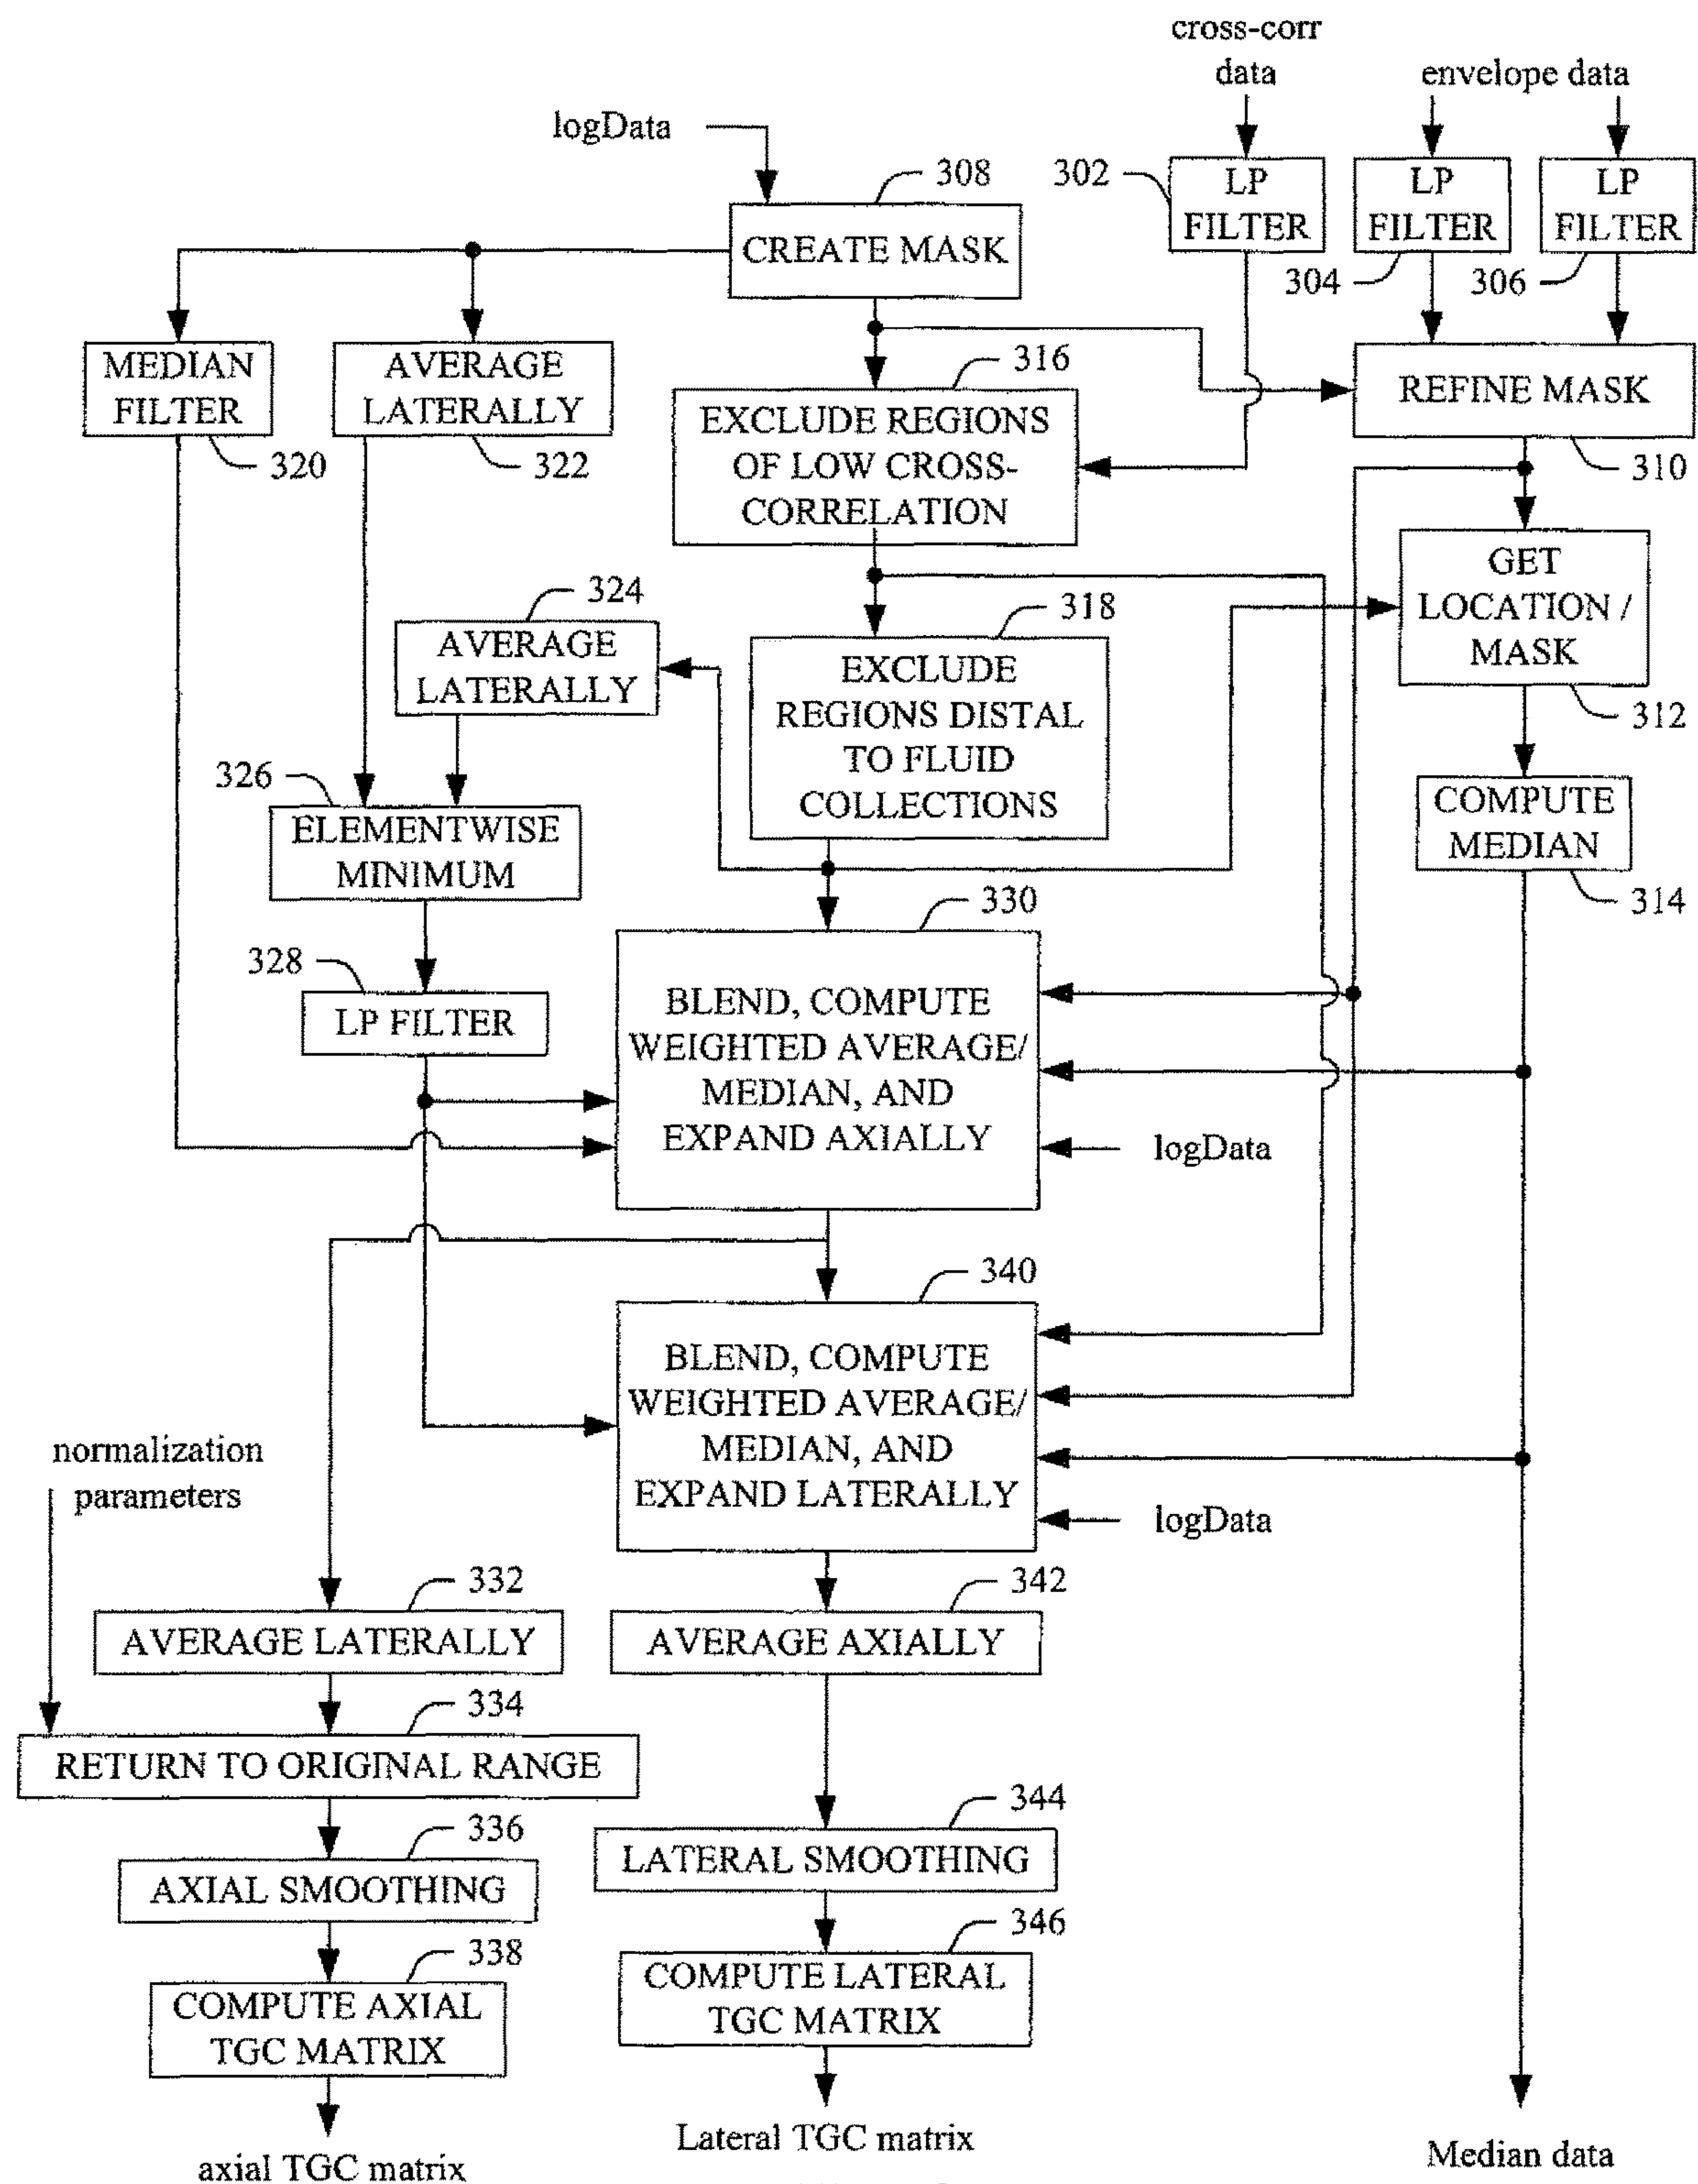 cross-corr
data
envelope data
logData
308
302
LP
FILTER
LP
FILTER
LP
FILTER
CREATE MASK
304
306
MEDIAN
FILTER
AVERAGE
LATERALLY
316
REFINE MASK
320
322
EXCLUDE REGIONS
OF LOW CROSS-
CORRELATION
310
GET
LOCATION /
MASK
324
318
AVERAGE
LATERALLY
EXCLUDE
REGIONS DISTAL
TO FLUID
COLLECTIONS
312
326
COMPUTE
MEDIAN
ELEMENTWISE
MINIMUM
314
330
328
LP FILTER
BLEND, COMPUTE
WEIGHTED AVERAGE/
MEDIAN, AND
EXPAND AXIALLY
logData
340
BLEND, COMPUTE
WEIGHTED AVERAGE/
MEDIAN, AND
EXPAND LATERALLY
logData
normalization
parameters
332
342
AVERAGE LATERALLY
AVERAGE AXIALLY
334
RETURN TO ORIGINAL RANGE
336
344
AXIAL SMOOTHING
LATERAL SMOOTHING
338
346
COMPUTE AXIAL
TGC MATRIX
COMPUTE LATERAL
TGC MATRIX
axial TGC matrix
Lateral TGC matrix
Median data